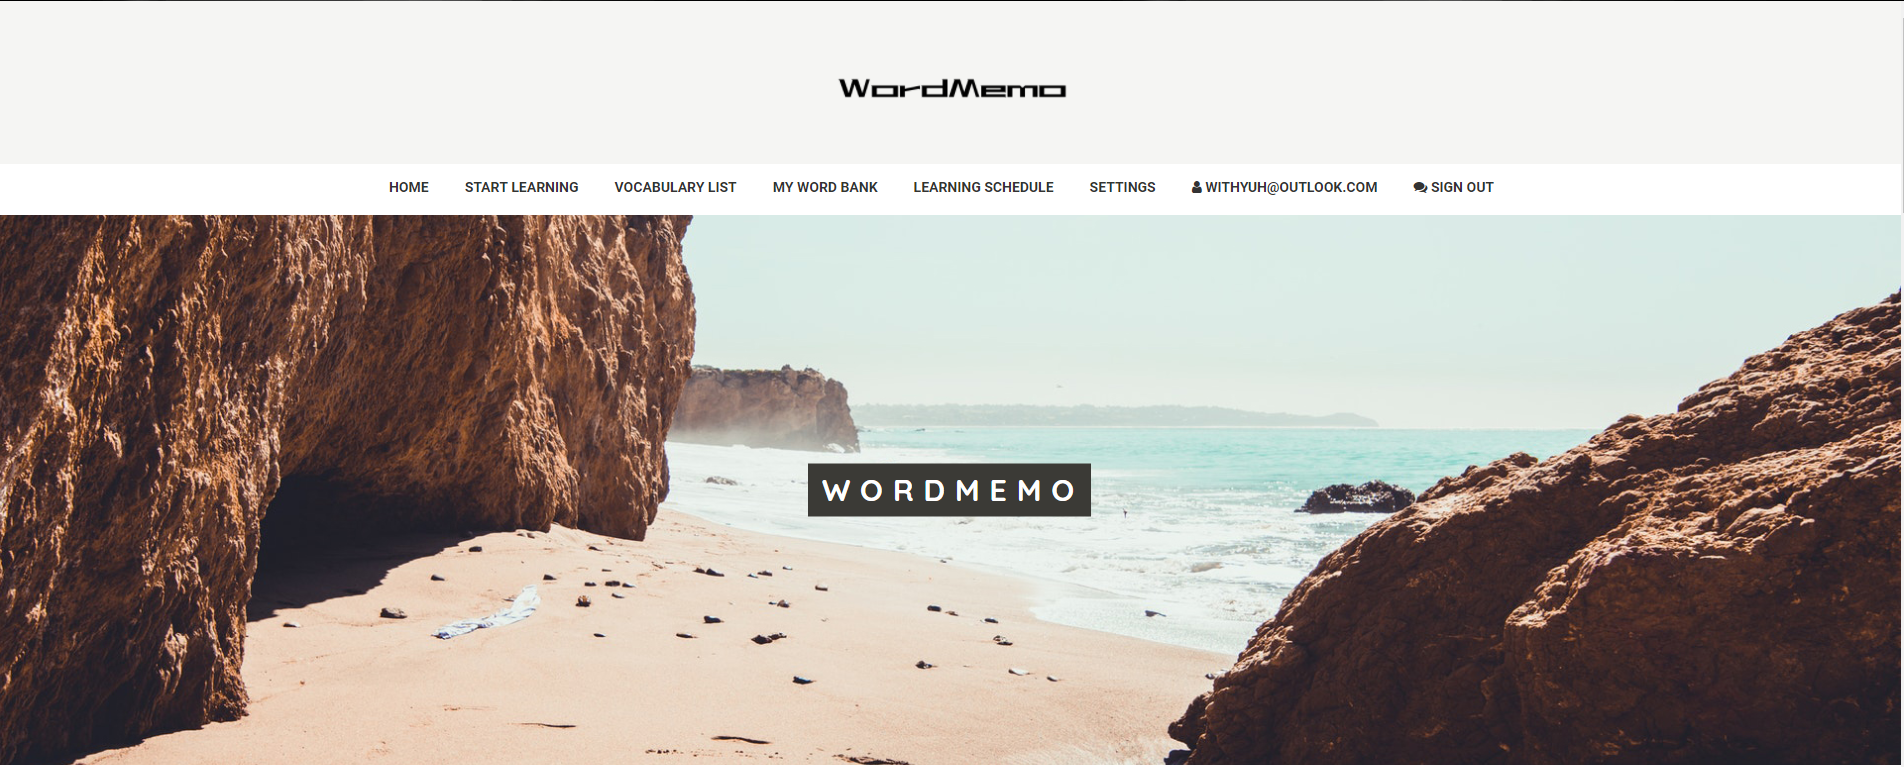 WordMemo
HOME START LEARNING VOCABULARY LIST MY WORD BANK LEARNING SCHEDULE SETTINGS WITHYUH@OUTLOOK.COM SIGN OUT
WORDMEMO